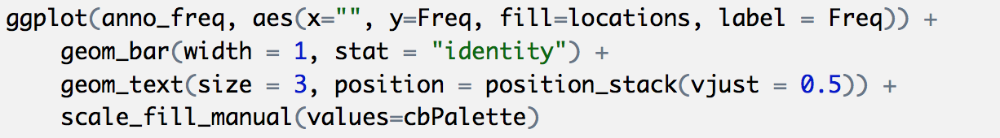 ggplot(anno_freq, aes(x="", y=Freq, fill=locations, label = Freq)) +
    geom_bar(width = 1, stat = "identity") +
    geom_text(size = 3, position = position_stack(vjust = 0.5)) +
    scale_fill_manual(values=cbPalette)